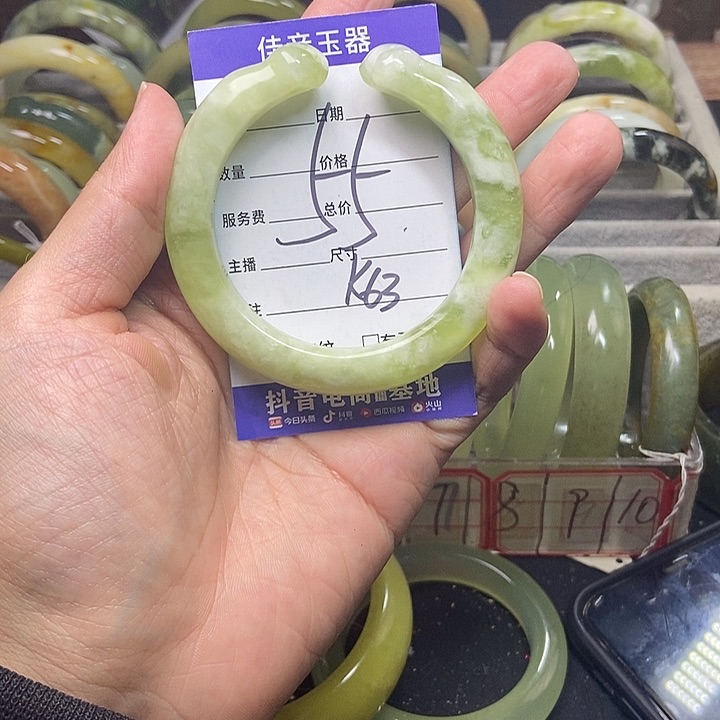 佳音玉器
日期
数量 价格
55
服务费 总价
主播 尺寸
K63
注
抖音电商 基地
今日头条 抖音 西瓜视频 火山
7 8 9 10